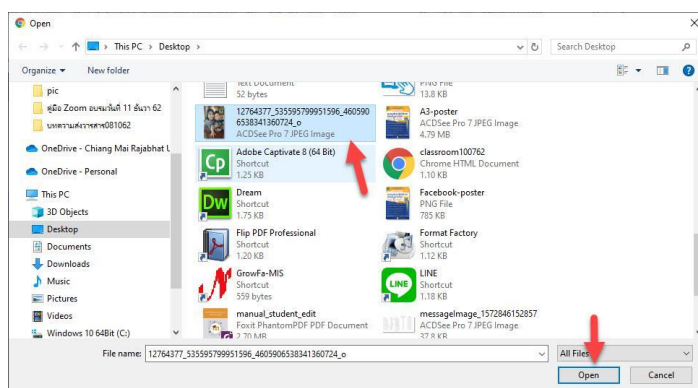 Open
This PC > Desktop >
Search Desktop
Organize
New folder
pic
คู่มือ Zoom อบรมวันที่ 11 ธันวา 62
บทความส่งวารสาร081062
OneDrive - Chiang Mai Rajabhat U
OneDrive - Personal
This PC
3D Objects
Desktop
Documents
Downloads
Music
Pictures
Videos
Windows 10 64Bit (C:)
Text Document
52 bytes
PNG File
13.8 KB
12764377_535595799951596_460590
6538341360724_o
ACDSee Pro 7 JPEG Image
A3-poster
ACDSee Pro 7 JPEG Image
4.79 MB
Adobe Captivate 8 (64 Bit)
Shortcut
1.25 KB
classroom100762
Chrome HTML Document
1.10 KB
Dream
Shortcut
1.75 KB
Facebook-poster
PNG File
785 KB
Flip PDF Professional
Shortcut
1.20 KB
Format Factory
Shortcut
1.12 KB
GrowFa-MIS
Shortcut
559 bytes
LINE
Shortcut
1.18 KB
manual_student_edit
Foxit PhantomPDF PDF Document
2.70 MB
messageImage_1572846152857
ACDSee Pro 7 JPEG Image
37.8 KB
File name:
12764377_535595799951596_4605906538341360724_o
All Files
Open
Cancel